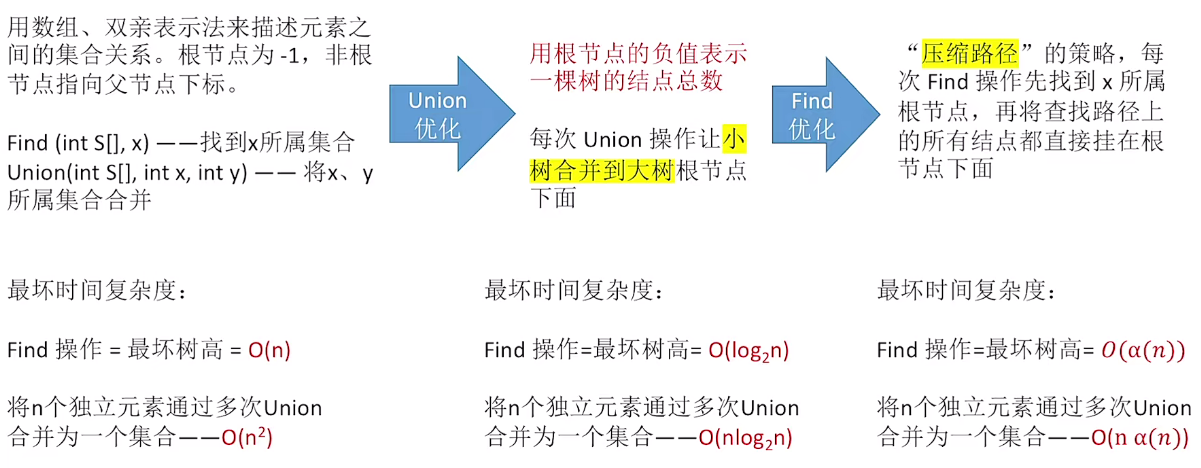 用数组、双亲表示法来描述元素之
间的集合关系。根节点为 -1，非根
节点指向父节点下标。
Find (int S[], x) ——找到x所属集合
Union(int S[], int x, int y) —— 将x、y
所属集合合并
Union
优化
用根节点的负值表示
一棵树的结点总数
每次 Union 操作让小
树合并到大树根节点
下面
Find
优化
“压缩路径”的策略，每
次 Find 操作先找到 x 所属
根节点，再将查找路径上
的所有结点都直接挂在根
节点下面
最坏时间复杂度：
Find 操作 = 最坏树高 = O(n)
将n个独立元素通过多次Union
合并为一个集合——O(n²)
最坏时间复杂度：
Find 操作=最坏树高= O(log₂n)
将n个独立元素通过多次Union
合并为一个集合——O(nlog₂n)
最坏时间复杂度：
Find 操作=最坏树高= O(α(n))
将n个独立元素通过多次Union
合并为一个集合——O(n α(n))